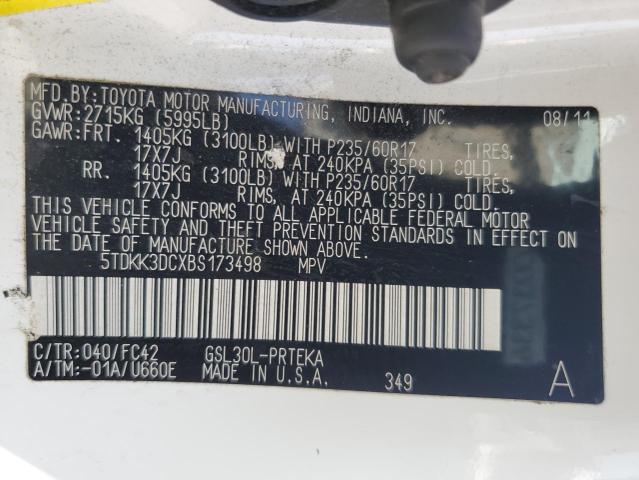 MFD. BY: TOYOTA MOTOR MANUFACTURING, INDIANA, INC. 08/11
GVWR: 2715KG (5995LB)
GAWR: FRT. 1405KG (3100LB) WITH P235/60R17 TIRES,
17X7J RIMS, AT 240KPA (35PSI) COLD.
RR. 1405KG (3100LB) WITH P235/60R17 TIRES,
17X7J RIMS, AT 240KPA (35PSI) COLD.
THIS VEHICLE CONFORMS TO ALL APPLICABLE FEDERAL MOTOR
VEHICLE SAFETY AND THEFT PREVENTION STANDARDS IN EFFECT
ON THE DATE OF MANUFACTURE SHOWN ABOVE.
5TDKK3DCXBS173498 MPV
C/TR: 040/FC42 GSL30L-PRTEKA
A/TM: -01A/U660E MADE IN U.S.A. 349 A